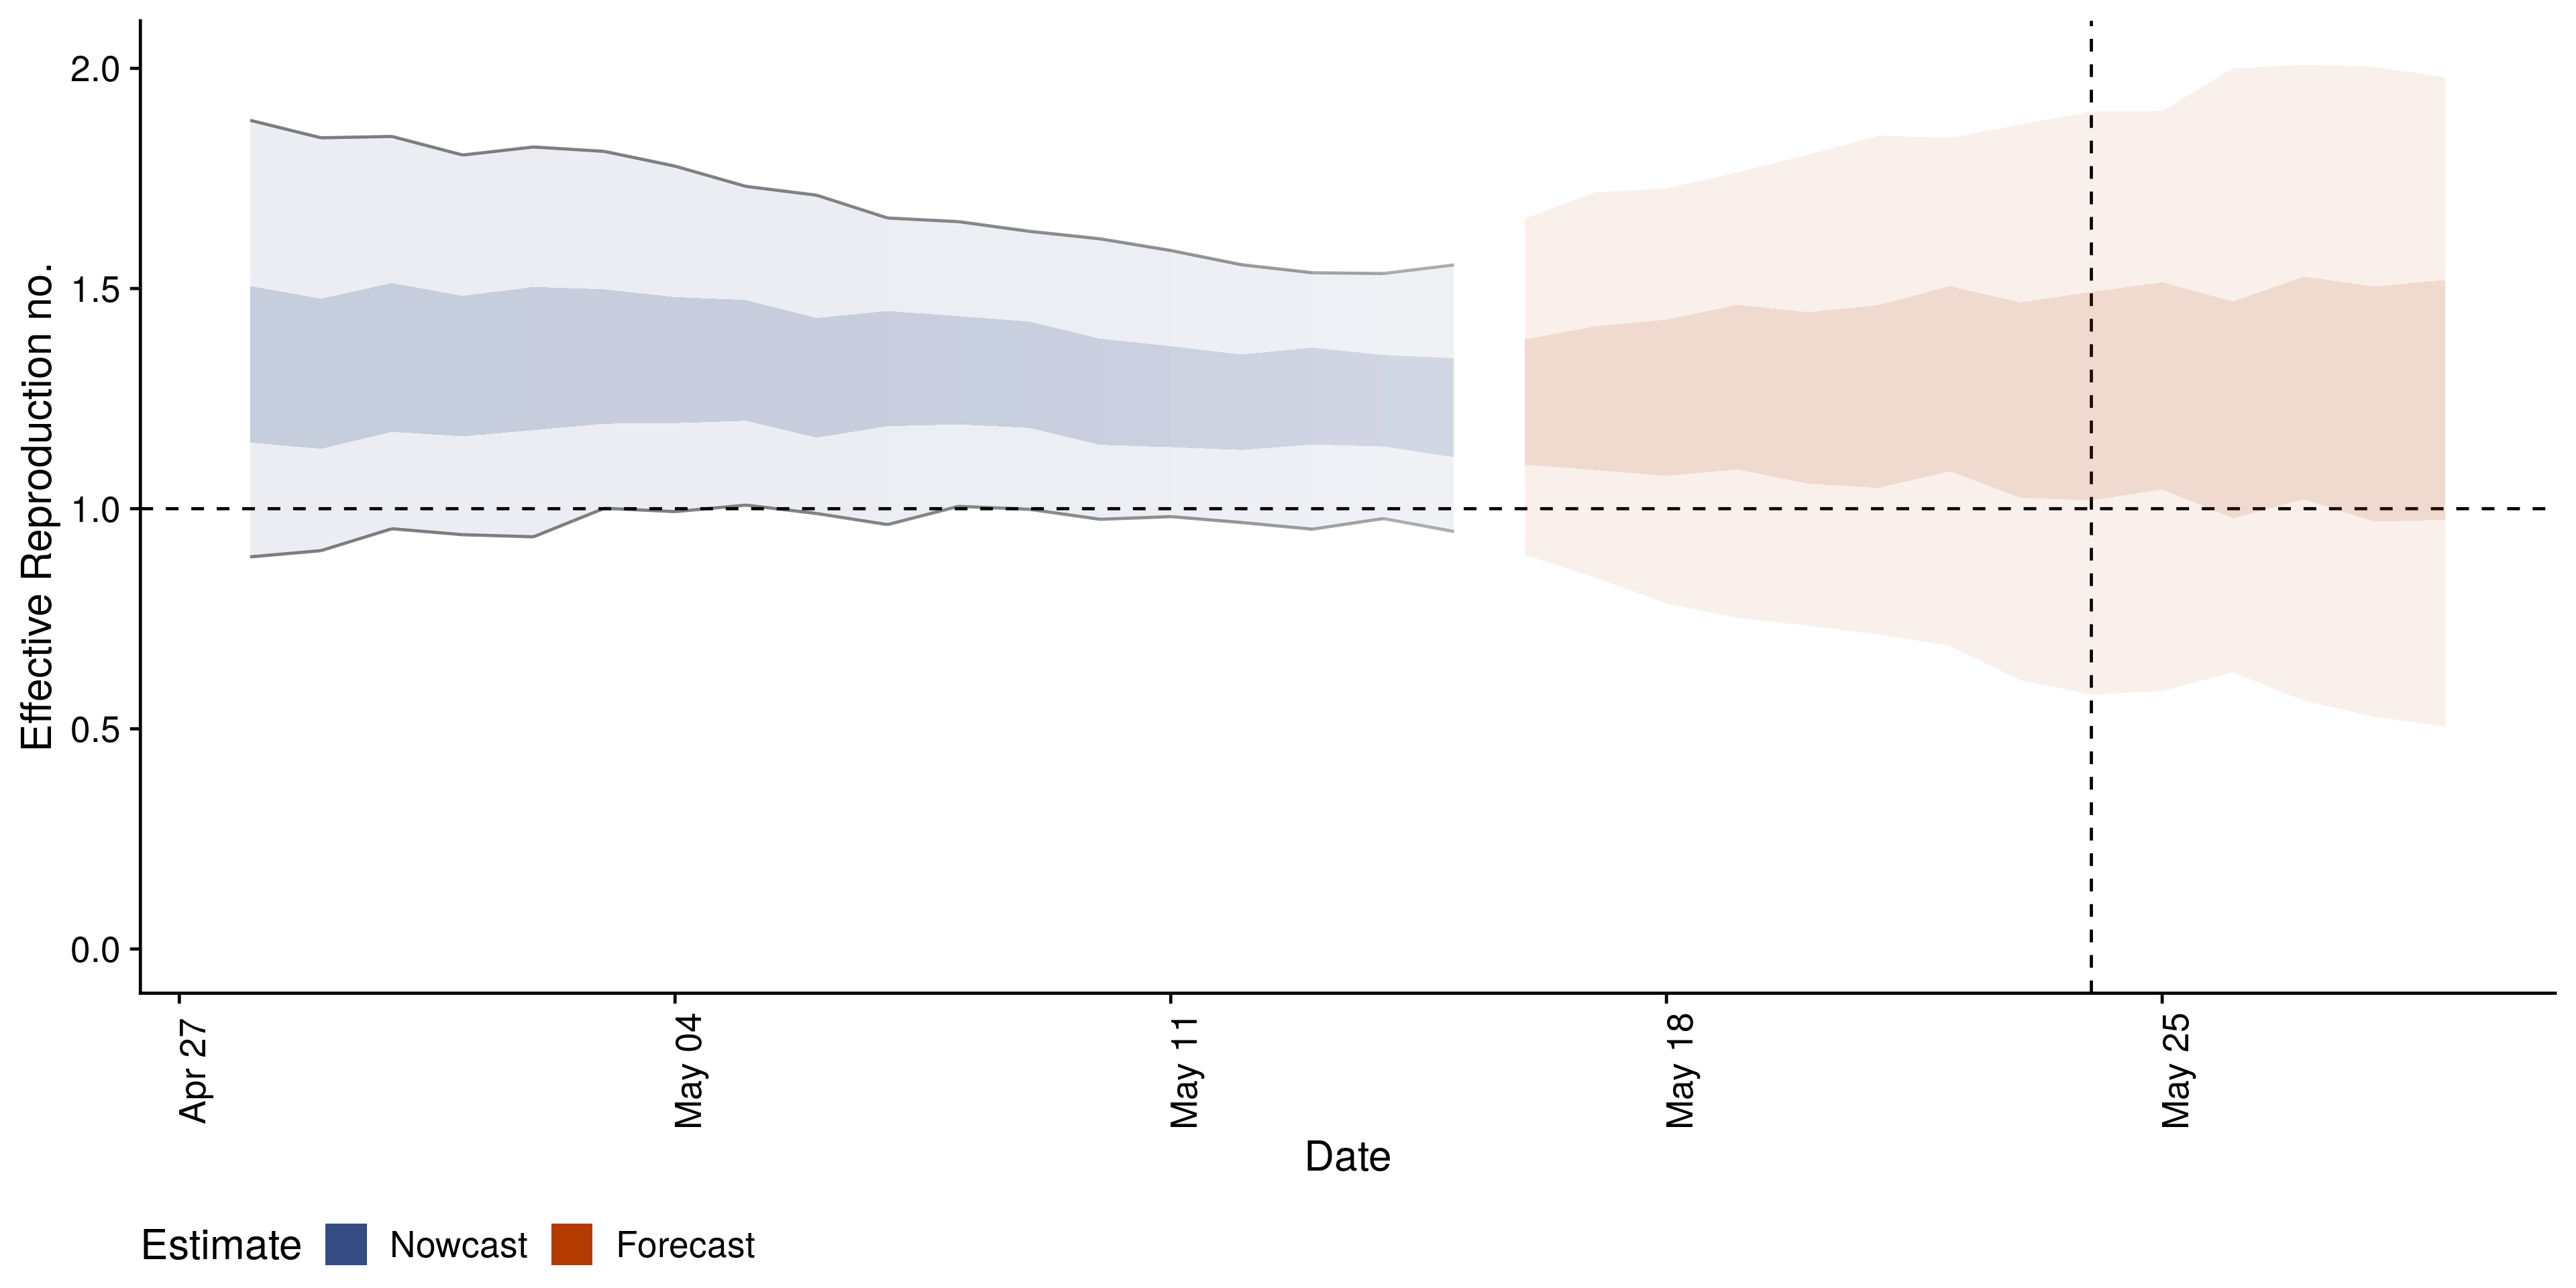 Effective Reproduction no.
2.0
1.5
1.0
0.5
0.0
Apr 27
May 04
May 11
May 18
May 25
Date
Estimate Nowcast Forecast